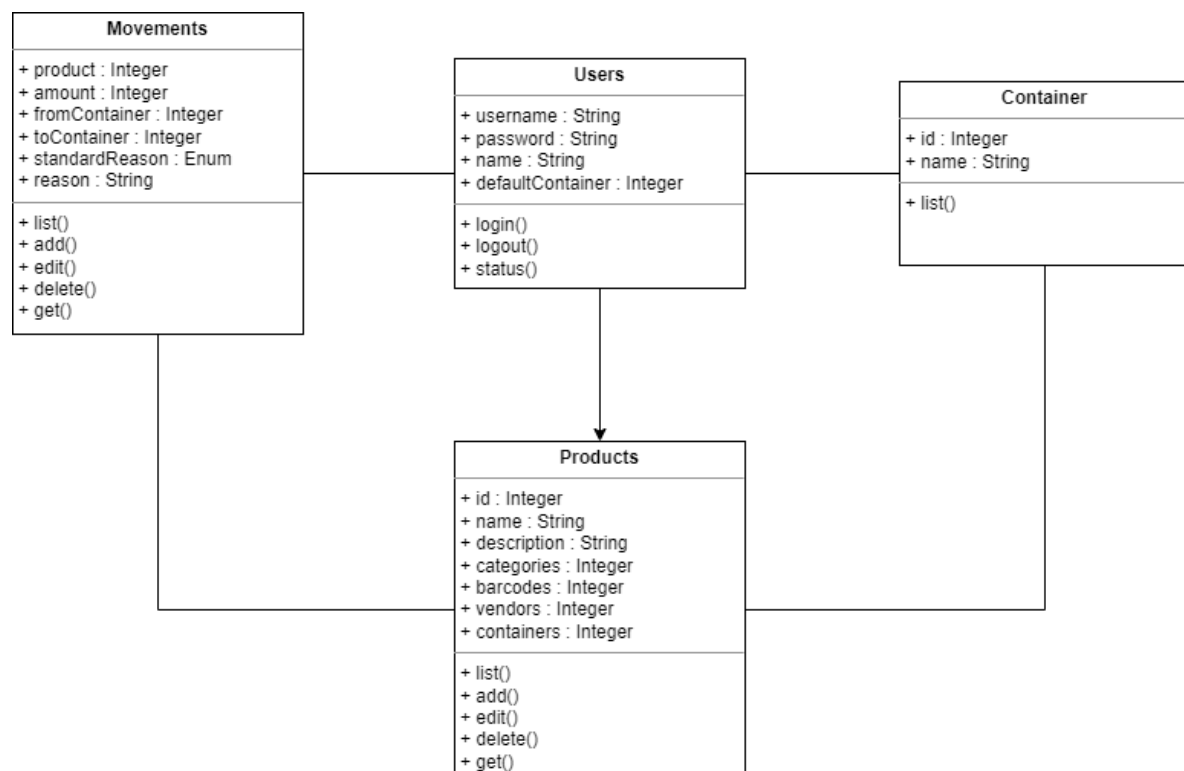 Movements
+ product : Integer
+ amount : Integer
+ fromContainer : Integer
+ toContainer : Integer
+ standardReason : Enum
+ reason : String
+ list()
+ add()
+ edit()
+ delete()
+ get()
Users
+ username : String
+ password : String
+ name : String
+ defaultContainer : Integer
+ login()
+ logout()
+ status()
Container
+ id : Integer
+ name : String
+ list()
Products
+ id : Integer
+ name : String
+ description : String
+ categories : Integer
+ barcodes : Integer
+ vendors : Integer
+ containers : Integer
+ list()
+ add()
+ edit()
+ delete()
+ get()